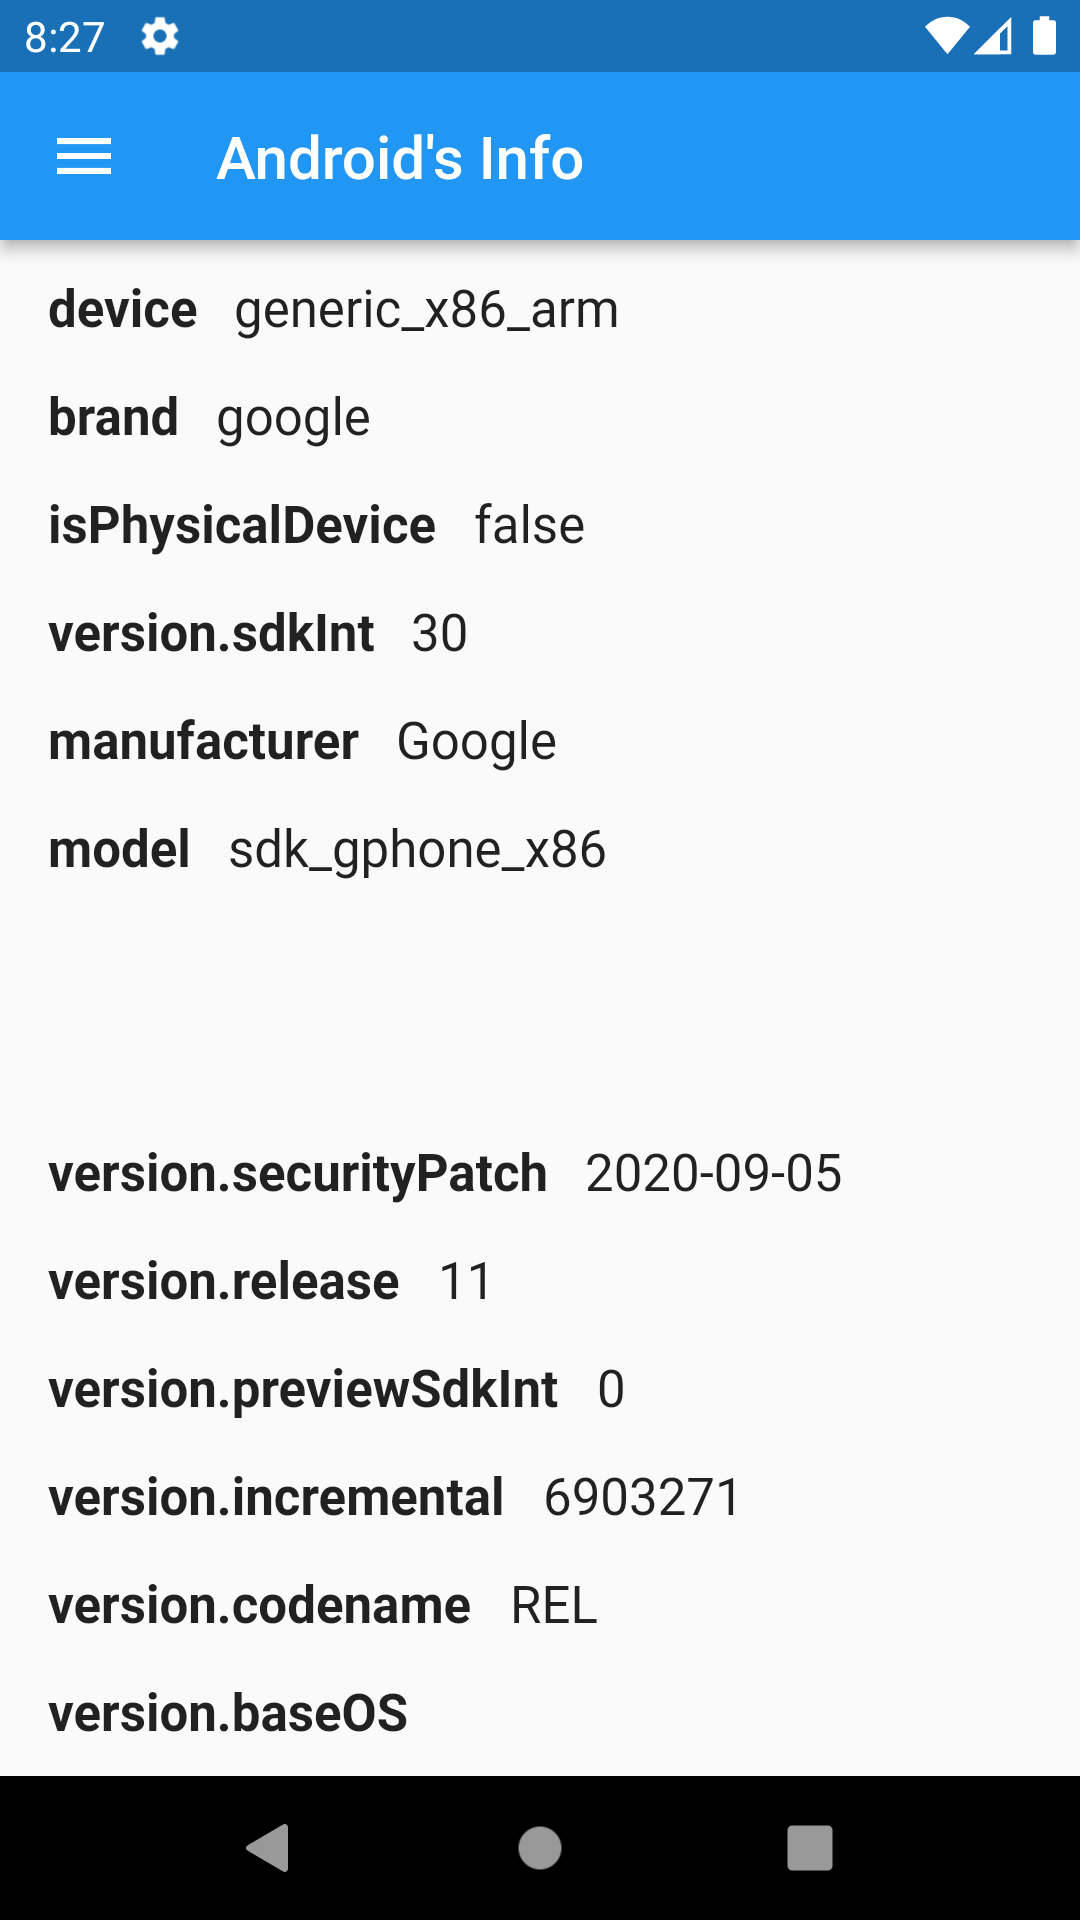 8:27
Android's Info
device generic_x86_arm
brand google
isPhysicalDevice false
version.sdkInt 30
manufacturer Google
model sdk_gphone_x86
version.securityPatch 2020-09-05
version.release 11
version.previewSdkInt 0
version.incremental 6903271
version.codename REL
version.baseOS